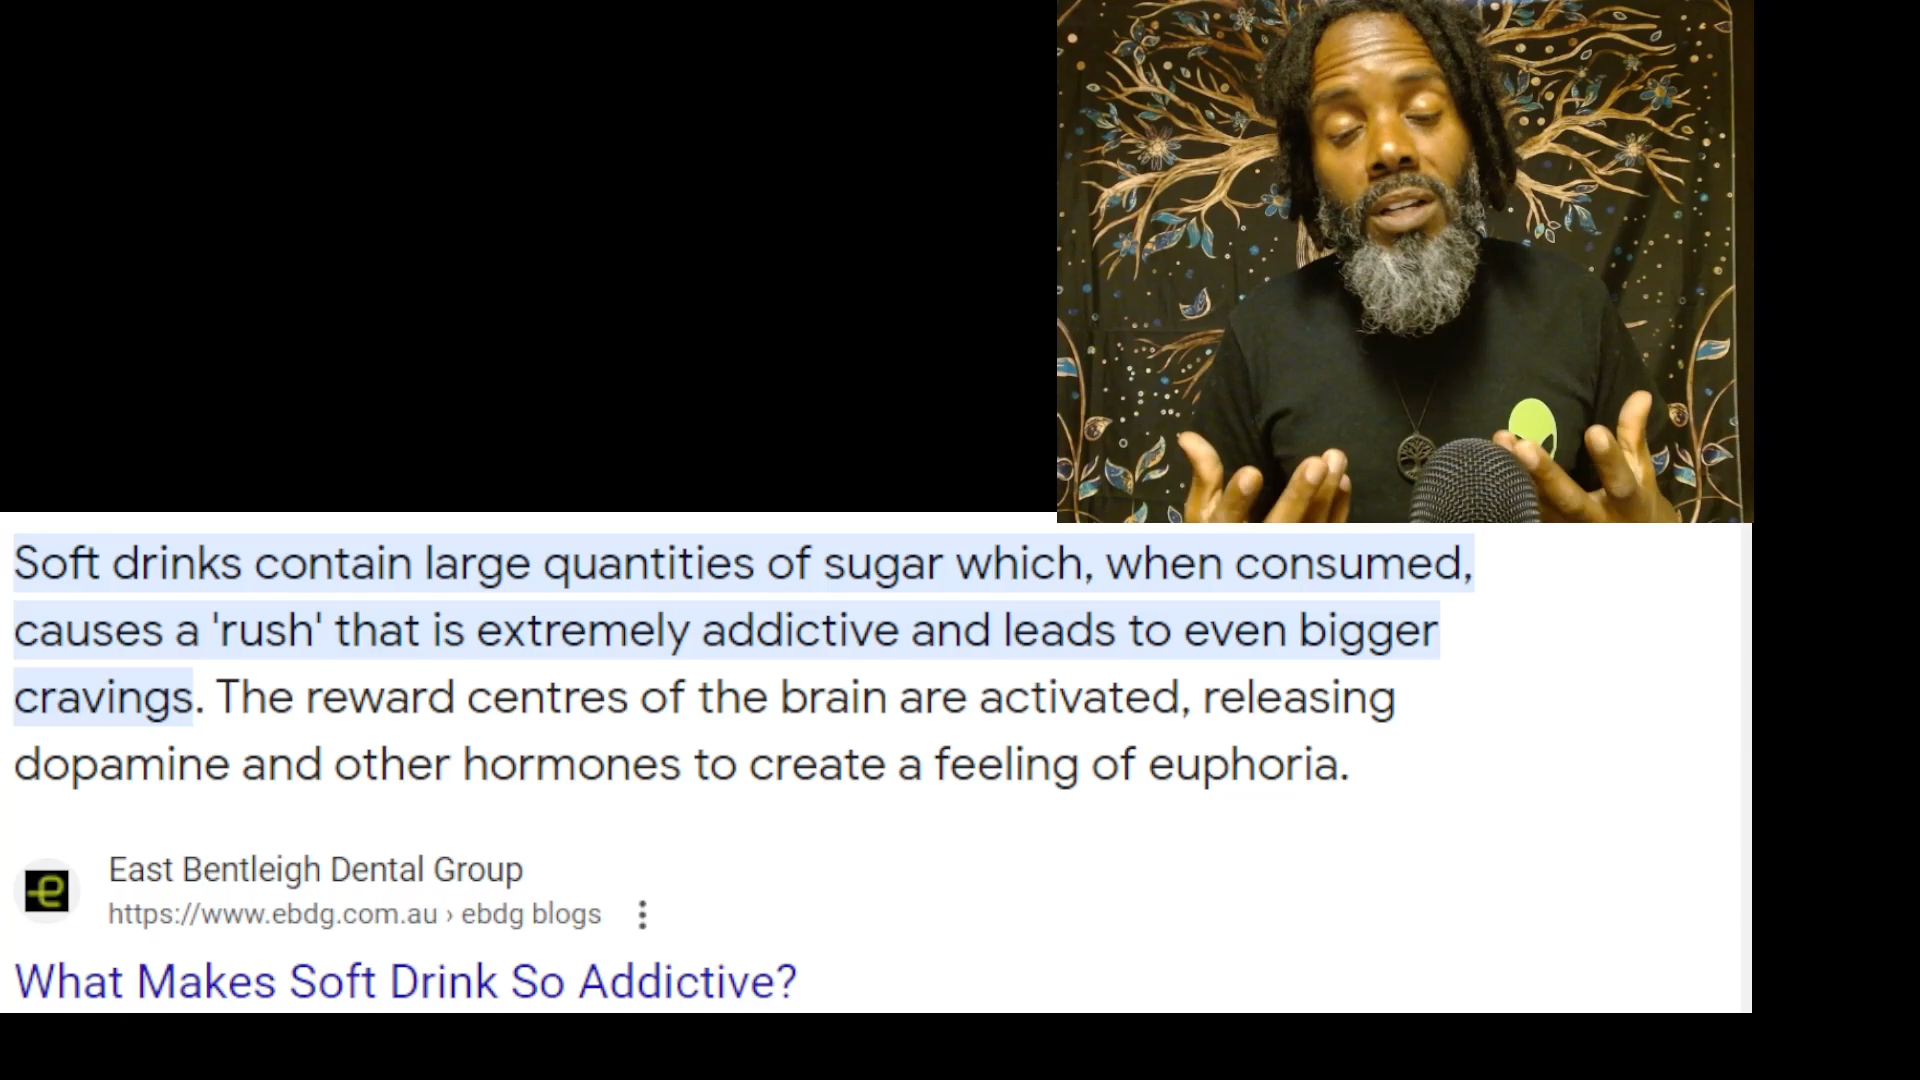 Soft drinks contain large quantities of sugar which, when consumed,
causes a 'rush' that is extremely addictive and leads to even bigger
cravings. The reward centres of the brain are activated, releasing
dopamine and other hormones to create a feeling of euphoria.
East Bentleigh Dental Group
https://www.ebdg.com.au › ebdg blogs
What Makes Soft Drink So Addictive?